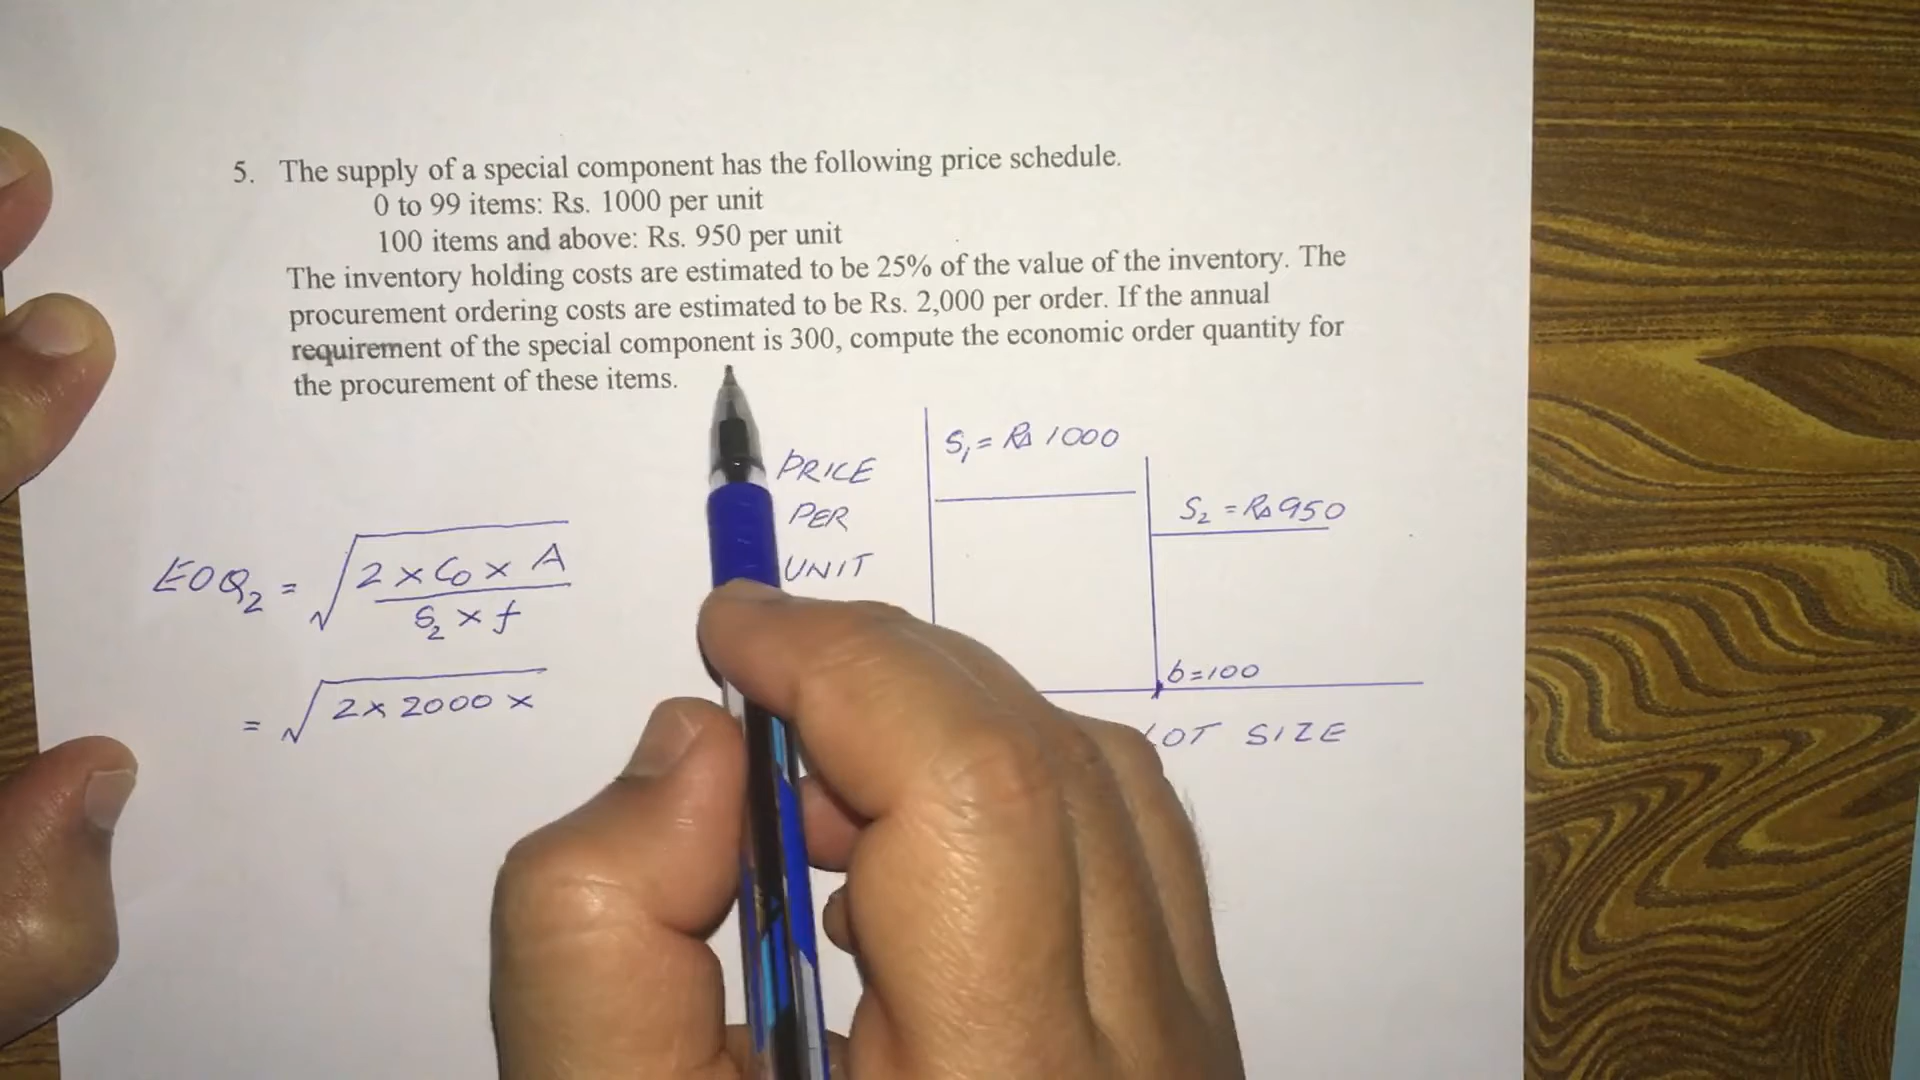 5. The supply of a special component has the following price schedule.
0 to 99 items: Rs. 1000 per unit
100 items and above: Rs. 950 per unit
The inventory holding costs are estimated to be 25% of the value of the inventory. The
procurement ordering costs are estimated to be Rs. 2,000 per order. If the annual
requirement of the special component is 300, compute the economic order quantity for
the procurement of these items.
S₁ = Rs 1000
PRICE
PER
UNIT
S₂ = Rs 950
EOQ₂ = √2 × C₀ × A
S₂ × f
= √2 × 2000 ×
b = 100
LOT SIZE